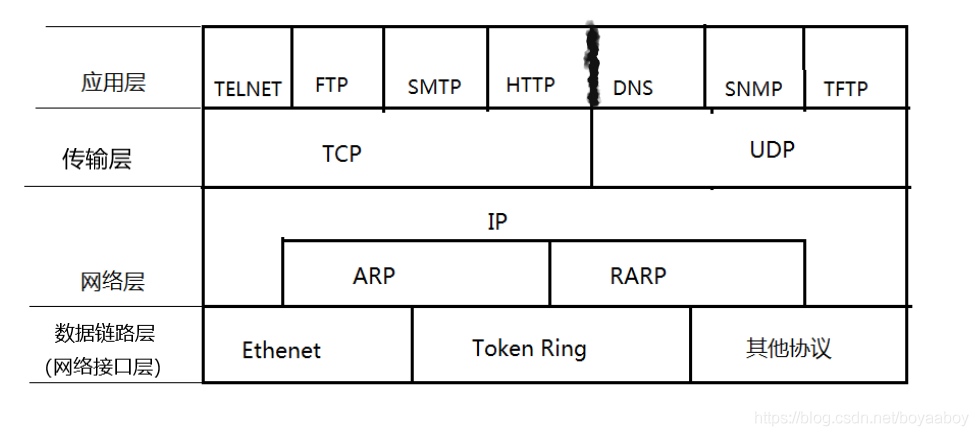 应用层
TELNET
FTP
SMTP
HTTP
DNS
SNMP
TFTP
传输层
TCP
UDP
网络层
IP
ARP
RARP
数据链路层
(网络接口层)
Ethenet
Token Ring
其他协议
https://blog.csdn.net/boyaaboy